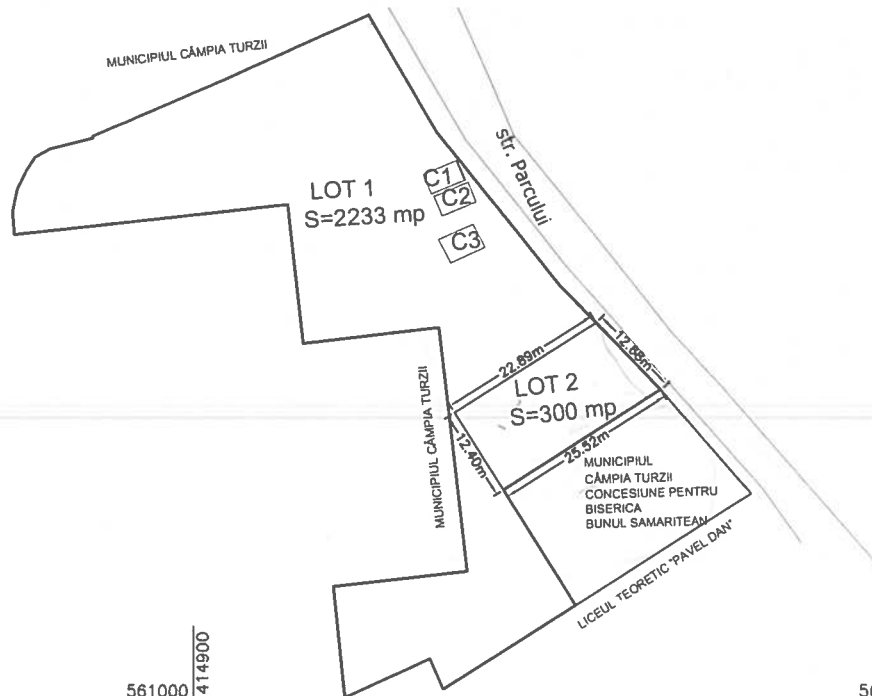 MUNICIPIUL CÂMPIA TURZII
str. Parcului
LOT 1
S=2233 mp
C1
C2
C3
22.89m
12.68m
LOT 2
S=300 mp
MUNICIPIUL CÂMPIA TURZII
12.40m
25.52m
MUNICIPIUL
CÂMPIA TURZII
CONCESIUNE PENTRU
BISERICA
BUNUL SAMARITEAN
LICEUL TEORETIC "PAVEL DAN"
414900
561000
56